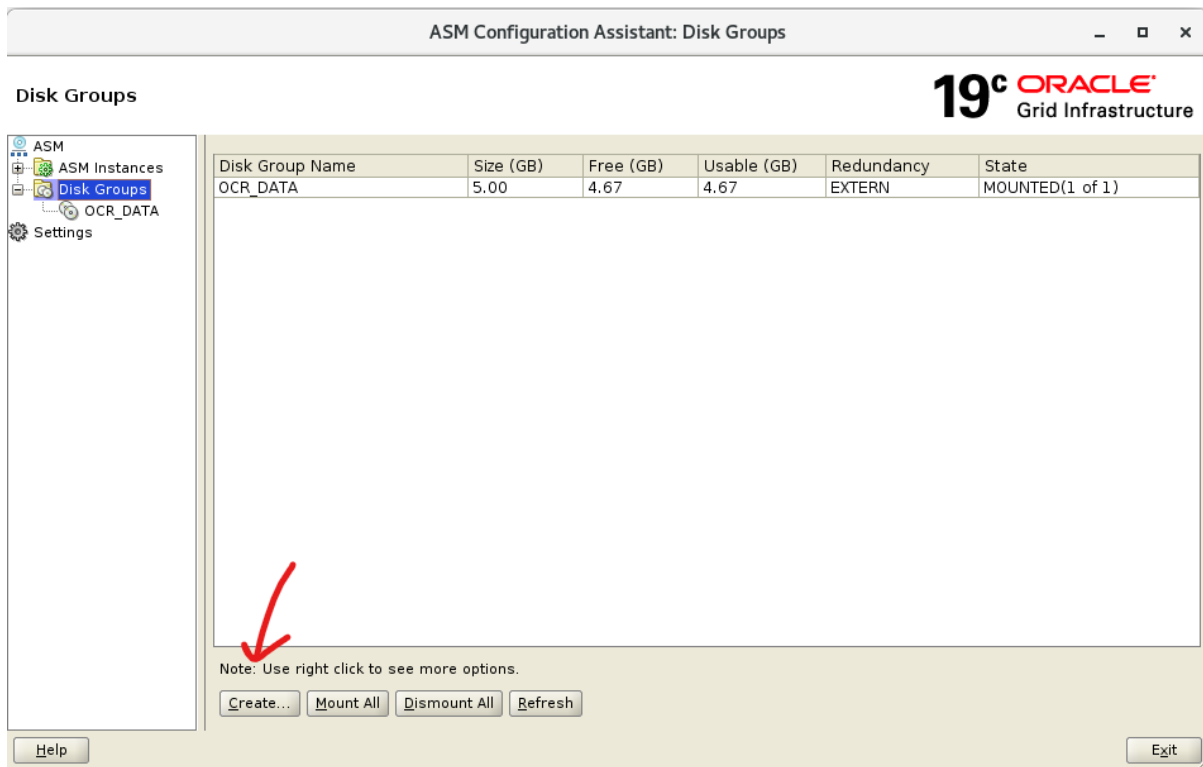 ASM Configuration Assistant: Disk Groups
Disk Groups
19c ORACLE
Grid Infrastructure
ASM
ASM Instances
Disk Groups
OCR_DATA
Settings
Disk Group Name Size (GB) Free (GB) Usable (GB) Redundancy State
OCR_DATA 5.00 4.67 4.67 EXTERN MOUNTED(1 of 1)
Note: Use right click to see more options.
Create... Mount All Dismount All Refresh
Help Exit